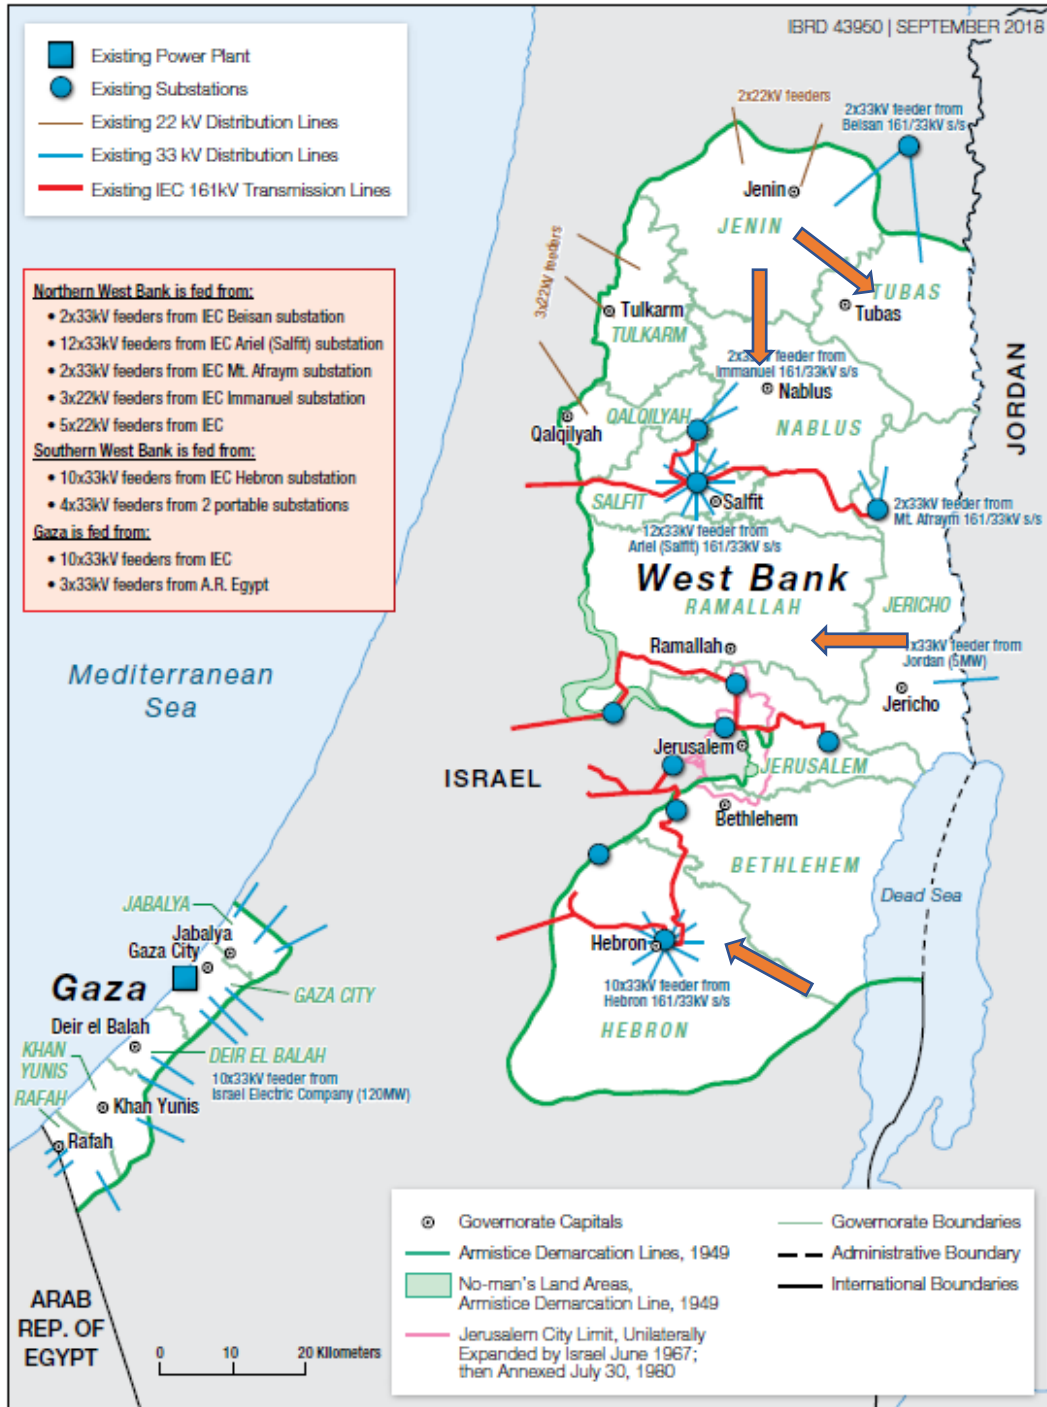 IBRD 43950 | SEPTEMBER 2018
Existing Power Plant
Existing Substations
Existing 22 kV Distribution Lines
Existing 33 kV Distribution Lines
Existing IEC 161kV Transmission Lines
Northern West Bank is fed from:
• 2x33kV feeders from IEC Beisan substation
• 12x33kV feeders from IEC Ariel (Salfit) substation
• 2x33kV feeders from IEC Mt. Afraym substation
• 3x22kV feeders from IEC Immanuel substation
• 5x22kV feeders from IEC
Southern West Bank is fed from:
• 10x33kV feeders from IEC Hebron substation
• 4x33kV feeders from 2 portable substations
Gaza is fed from:
• 10x33kV feeders from IEC
• 3x33kV feeders from A.R. Egypt
2x22kV feeders
2x33kV feeder from
Beisan 161/33kV s/s
Jenin
JENIN
3x22kV feeders
TUBAS
Tubas
Tulkarm
TULKARM
2x33kV feeder from
Immanuel 161/33kV s/s
Nablus
NABLUS
QALQILYAH
Qalqilyah
JORDAN
SALFIT
Salfit
2x33kV feeder from
Mt. Afraym 161/33kV s/s
12x33kV feeder from
Ariel (Salfit) 161/33kV s/s
West Bank
RAMALLAH
JERICHO
Ramallah
1x33kV feeder from
Jordan (5MW)
Jericho
Mediterranean
Sea
ISRAEL
Jerusalem
JERUSALEM
Bethlehem
BETHLEHEM
Dead Sea
Hebron
10x33kV feeder from
Hebron 161/33kV s/s
HEBRON
JABALYA
Jabalya
Gaza City
Gaza
GAZA CITY
Deir el Balah
DEIR EL BALAH
KHAN
YUNIS
10x33kV feeder from
Israel Electric Company (120MW)
RAFAH
Khan Yunis
Rafah
ARAB
REP. OF
EGYPT
0 10 20 Kilometers
Governorate Capitals
Armistice Demarcation Lines, 1949
No-man's Land Areas,
Armistice Demarcation Line, 1949
Jerusalem City Limit, Unilaterally
Expanded by Israel June 1967;
then Annexed July 30, 1980
Governorate Boundaries
Administrative Boundary
International Boundaries